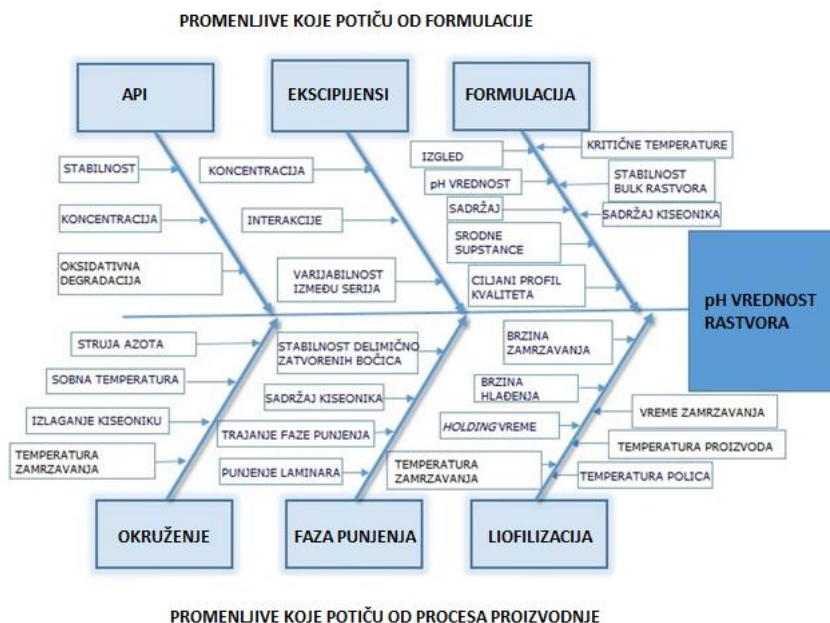 PROMENLJIVE KOJE POTIČU OD FORMULACIJE
API
EKSCIPIJENSI
FORMULACIJA
STABILNOST
KONCENTRACIJA
OKSIDATIVNA
DEGRADACIJA
KONCENTRACIJA
INTERAKCIJE
VARIJABILNOST
IZMEĐU SERIJA
IZGLED
pH VREDNOST
SADRŽAJ
SRODNE
SUPSTANCE
CILJANI PROFIL
KVALITETA
KRITIČNE TEMPERATURE
STABILNOST
BULK RASTVORA
SADRŽAJ KISEONIKA
pH VREDNOST
RASTVORA
STRUJA AZOTA
SOBNA TEMPERATURA
IZLAGANJE KISEONIKU
TEMPERATURA
ZAMRZAVANJA
STABILNOST DELIMIČNO
ZATVORENIH BOČICA
SADRŽAJ KISEONIKA
TRAJANJE FAZE PUNJENJA
PUNJENJE LAMINARA
BRZINA
ZAMRZAVANJA
BRZINA
HLAĐENJA
HOLDING VREME
TEMPERATURA
ZAMRZAVANJA
VREME ZAMRZAVANJA
TEMPERATURA PROIZVODA
TEMPERATURA POLICA
OKRUŽENJE
FAZA PUNJENJA
LIOFILIZACIJA
PROMENLJIVE KOJE POTIČU OD PROCESA PROIZVODNJE